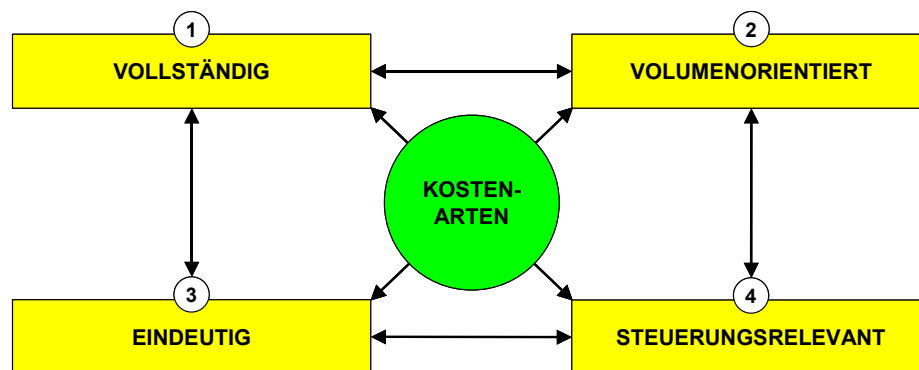 1
2
VOLLSTÄNDIG
VOLUMENORIENTIERT
KOSTEN-
ARTEN
3
4
EINDEUTIG
STEUERUNGSRELEVANT